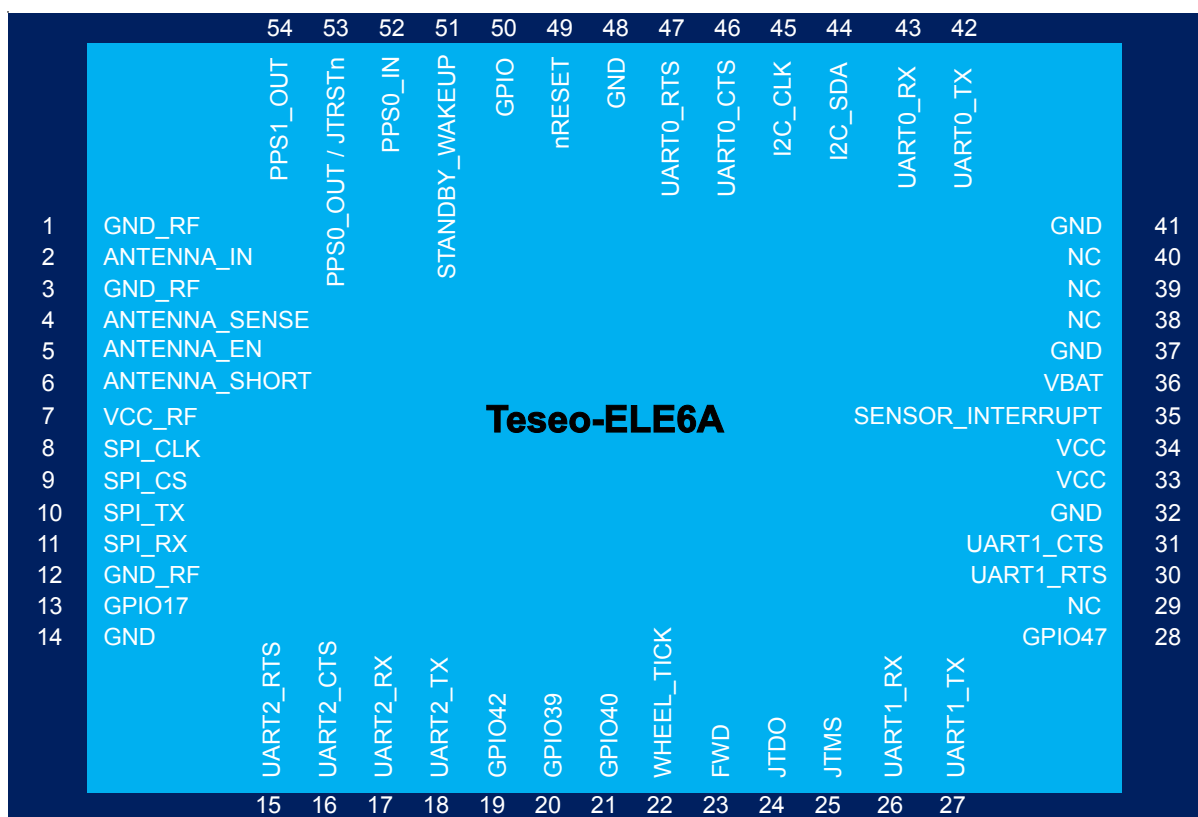 54 53 52 51 50 49 48 47 46 45 44 43 42
PPS1_OUT
PPS0_OUT / JTRSTn
PPS0_IN
STANDBY_WAKEUP
GPIO
nRESET
GND
UART0_RTS
UART0_CTS
I2C_CLK
I2C_SDA
UART0_RX
UART0_TX
1 GND_RF
2 ANTENNA_IN
3 GND_RF
4 ANTENNA_SENSE
5 ANTENNA_EN
6 ANTENNA_SHORT
7 VCC_RF
8 SPI_CLK
9 SPI_CS
10 SPI_TX
11 SPI_RX
12 GND_RF
13 GPIO17
14 GND
Teseo-ELE6A
GND 41
NC 40
NC 39
NC 38
GND 37
VBAT 36
SENSOR_INTERRUPT 35
VCC 34
VCC 33
GND 32
UART1_CTS 31
UART1_RTS 30
NC 29
GPIO47 28
UART2_RTS
UART2_CTS
UART2_RX
UART2_TX
GPIO42
GPIO39
GPIO40
WHEEL_TICK
FWD
JTDO
JTMS
UART1_RX
UART1_TX
15 16 17 18 19 20 21 22 23 24 25 26 27